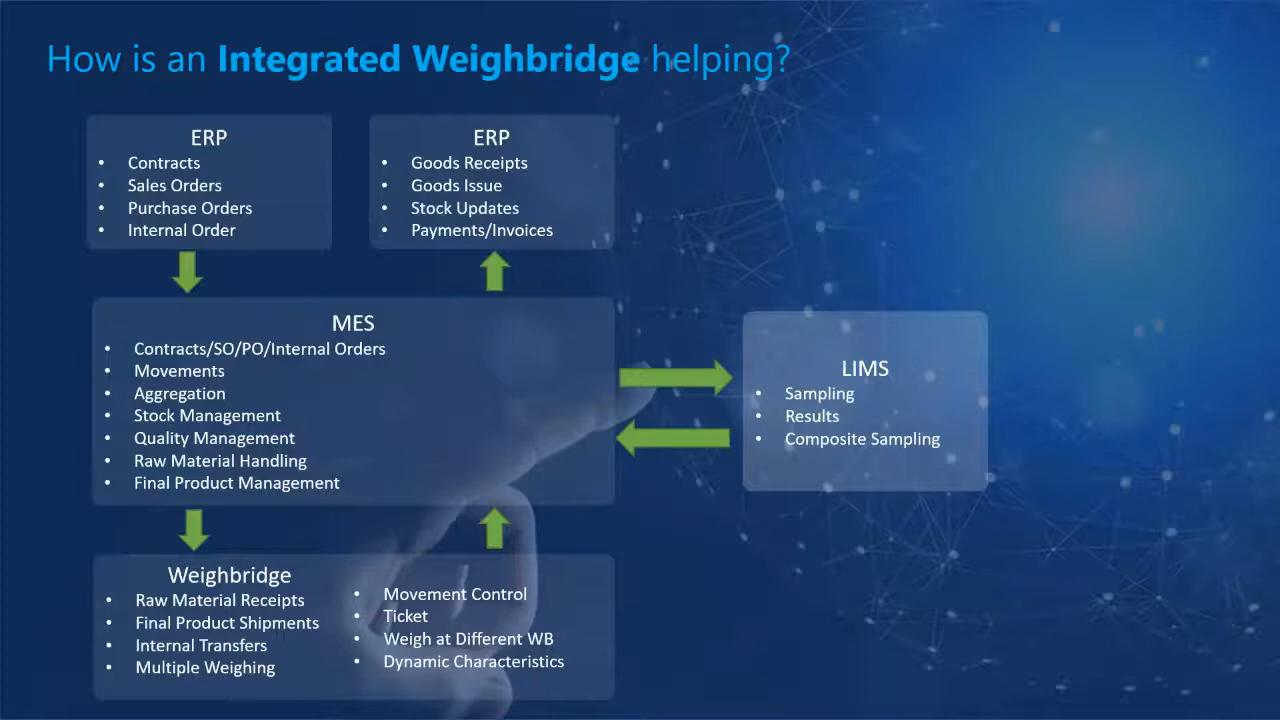 How is an Integrated Weighbridge helping?
ERP
• Contracts
• Sales Orders
• Purchase Orders
• Internal Order
ERP
• Goods Receipts
• Goods Issue
• Stock Updates
• Payments/Invoices
MES
• Contracts/SO/PO/Internal Orders
• Movements
• Aggregation
• Stock Management
• Quality Management
• Raw Material Handling
• Final Product Management
LIMS
• Sampling
• Results
• Composite Sampling
Weighbridge
• Raw Material Receipts
• Final Product Shipments
• Internal Transfers
• Multiple Weighing
• Movement Control
• Ticket
• Weigh at Different WB
• Dynamic Characteristics